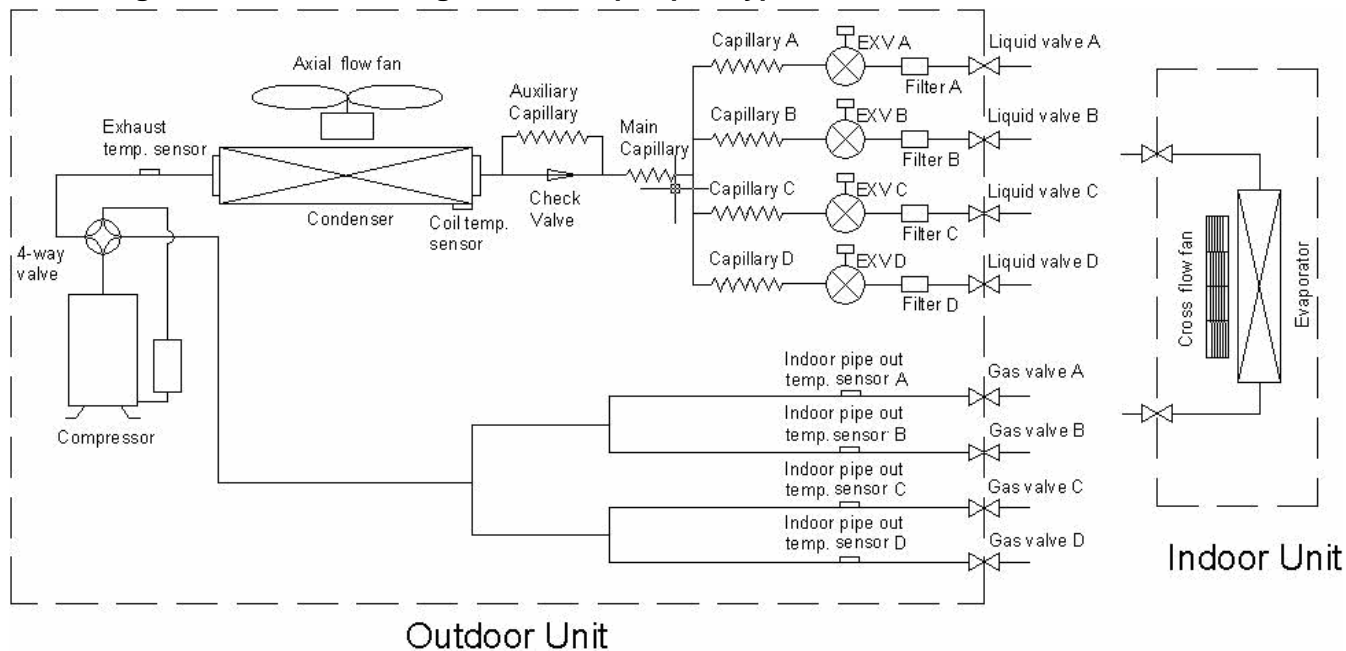 Capillary A
EXV A
Liquid valve A
Filter A
Axial flow fan
Auxiliary
Capillary
Capillary B
EXV B
Liquid valve B
Filter B
Exhaust
temp. sensor
Main
Capillary
Capillary C
EXV C
Liquid valve C
Filter C
Condenser
Coil temp.
sensor
Check
Valve
4-way
valve
Capillary D
EXV D
Liquid valve D
Filter D
Cross flow fan
Evaporator
Compressor
Indoor pipe out
temp. sensor A
Gas valve A
Indoor pipe out
temp. sensor B
Gas valve B
Indoor pipe out
temp. sensor C
Gas valve C
Indoor pipe out
temp. sensor D
Gas valve D
Indoor Unit
Outdoor Unit